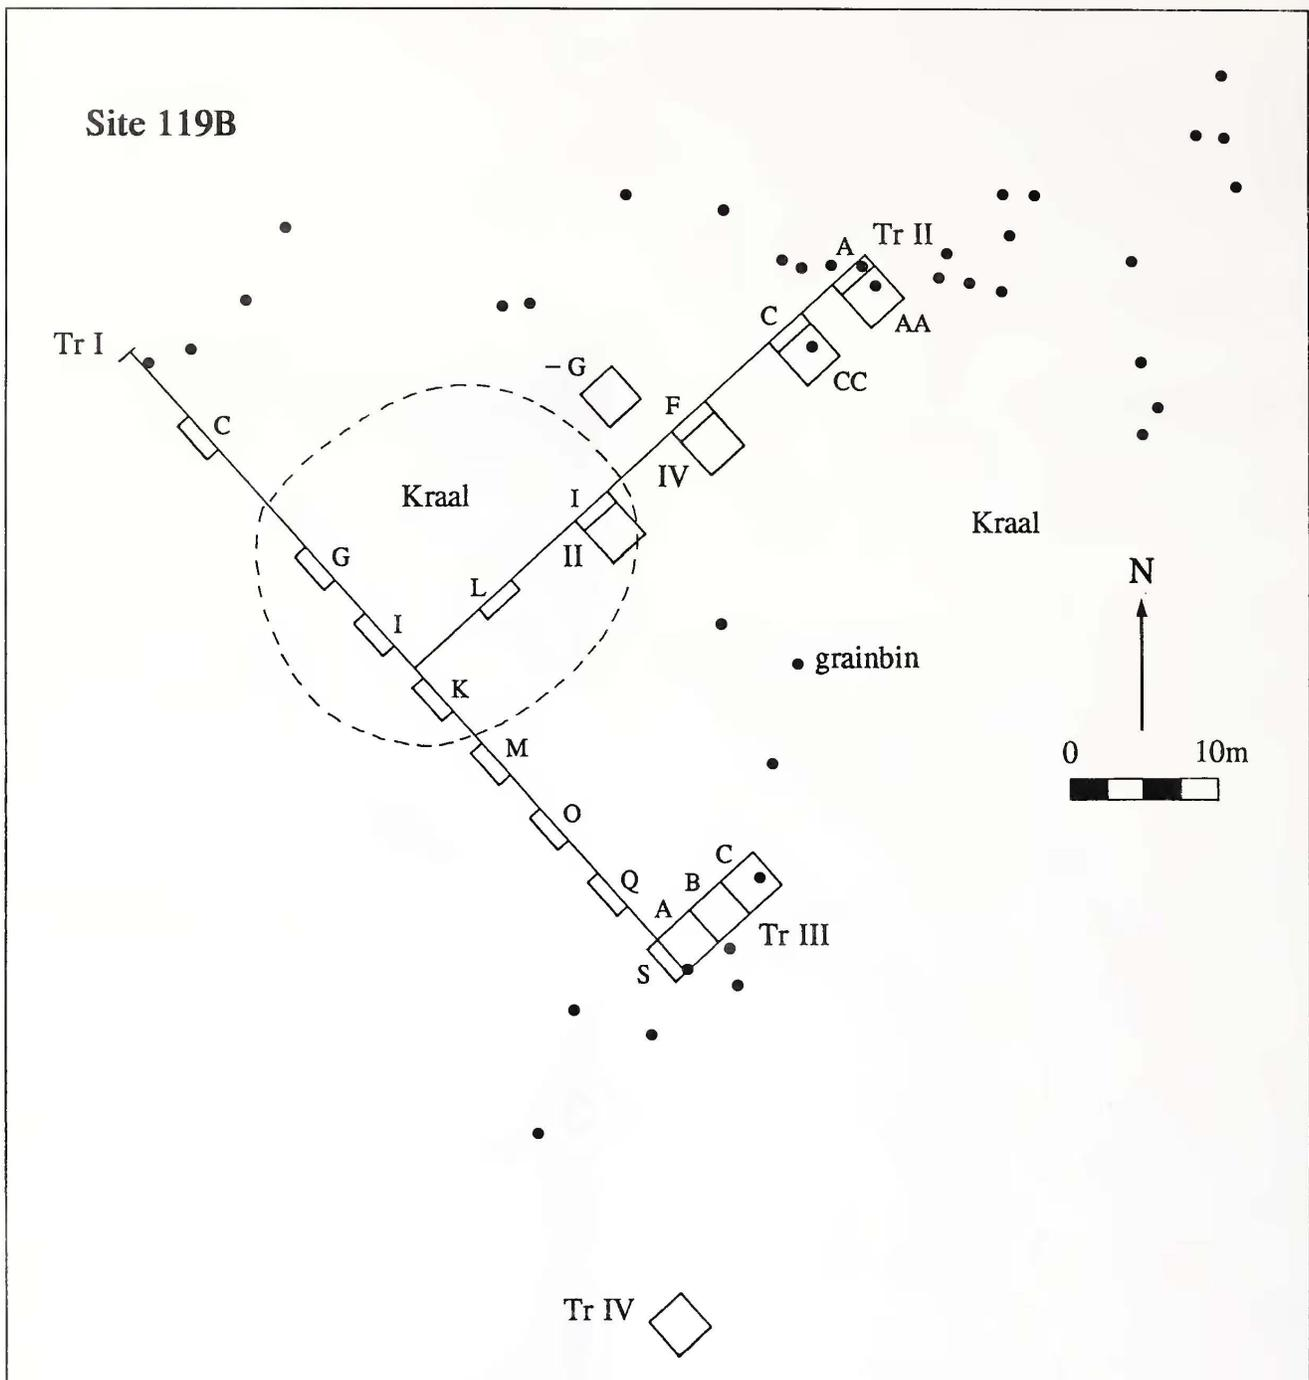 Site 119B
Tr II
A
AA
C
CC
Tr I
– G
F
IV
C
Kraal
I
II
Kraal
G
L
N
I
grainbin
K
M
0 10m
O
C
Q
B
A
Tr III
S
Tr IV